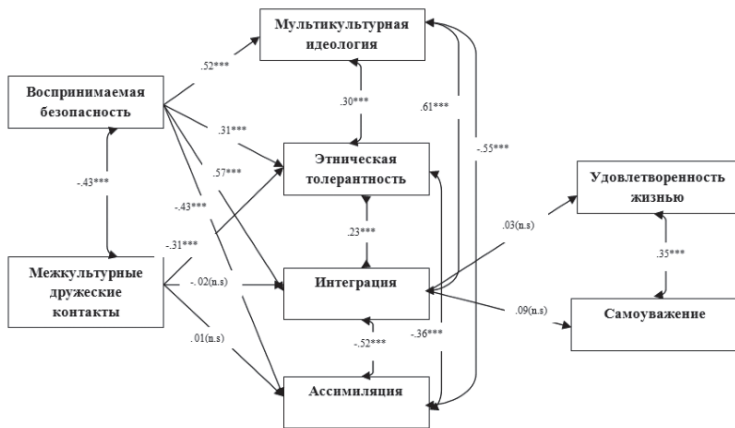 Мультикультурная
идеология
.52***
Воспринимаемая
безопасность
.30***
.61***
.31***
-.55***
Этническая
толерантность
Удовлетворенность
жизнью
.57***
-.43***
-.43***
.03(n.s)
-.31***
.23***
.35***
Межкультурные
дружеские
контакты
-.02(n.s)
Интеграция
.09(n.s)
Самоуважение
.01(n.s)
-.52***
-.36***
Ассимиляция